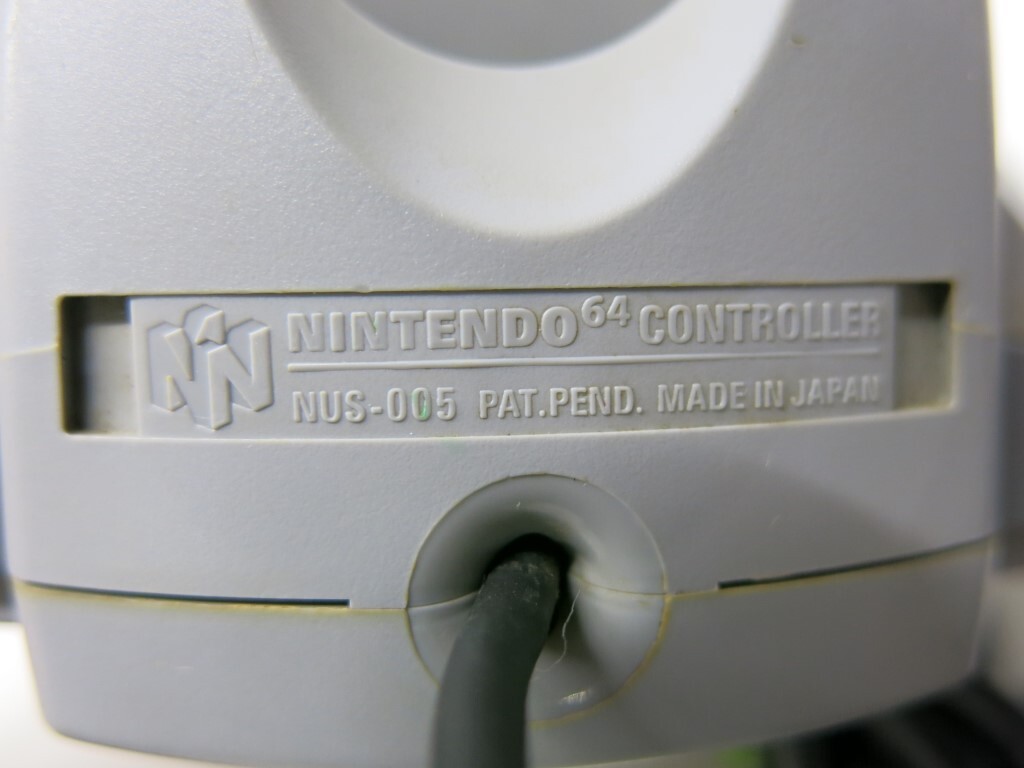 NINTENDO64 CONTROLLER
NUS-005 PAT.PEND. MADE IN JAPAN